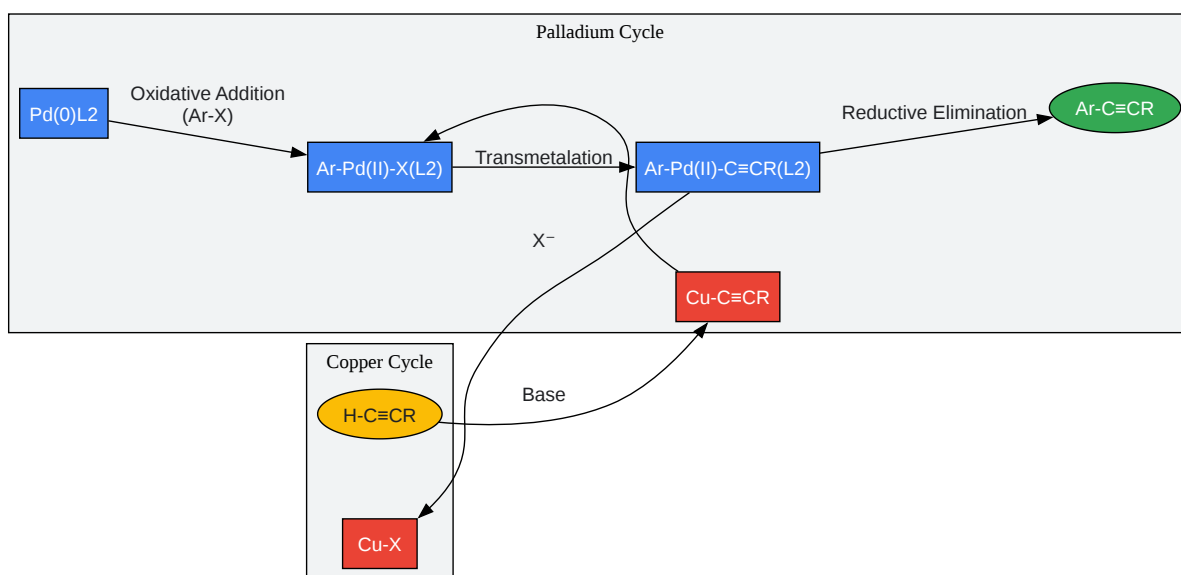 Palladium Cycle
Pd(0)L2
Oxidative Addition
(Ar-X)
Ar-Pd(II)-X(L2)
Transmetalation
Ar-Pd(II)-C≡CR(L2)
Reductive Elimination
Ar-C≡CR
X⁻
Cu-C≡CR
Copper Cycle
H-C≡CR
Base
Cu-X